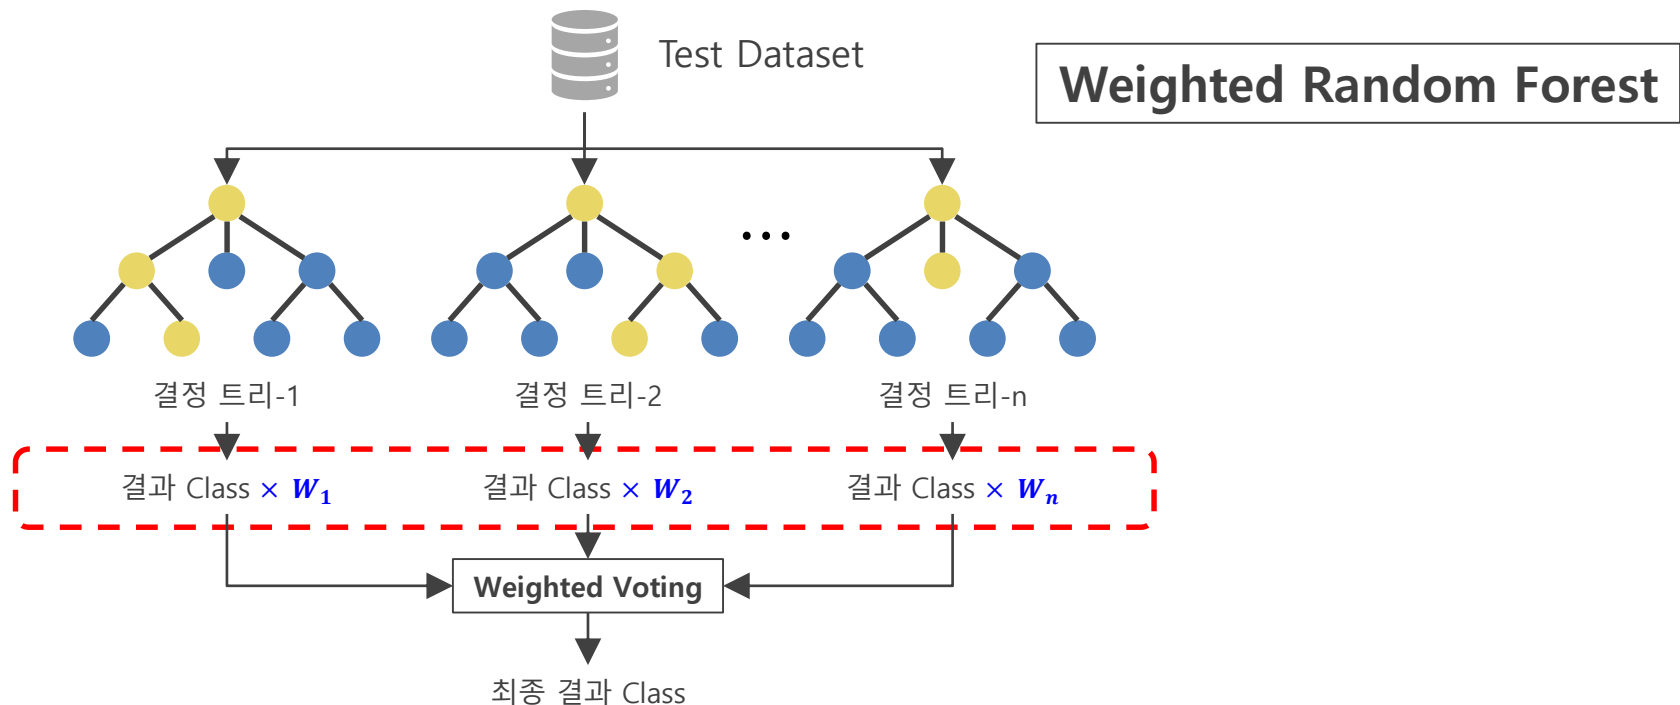 Test Dataset
Weighted Random Forest
...
결정 트리-1
결정 트리-2
결정 트리-n
결과 Class × W₁
결과 Class × W₂
결과 Class × Wₙ
Weighted Voting
최종 결과 Class